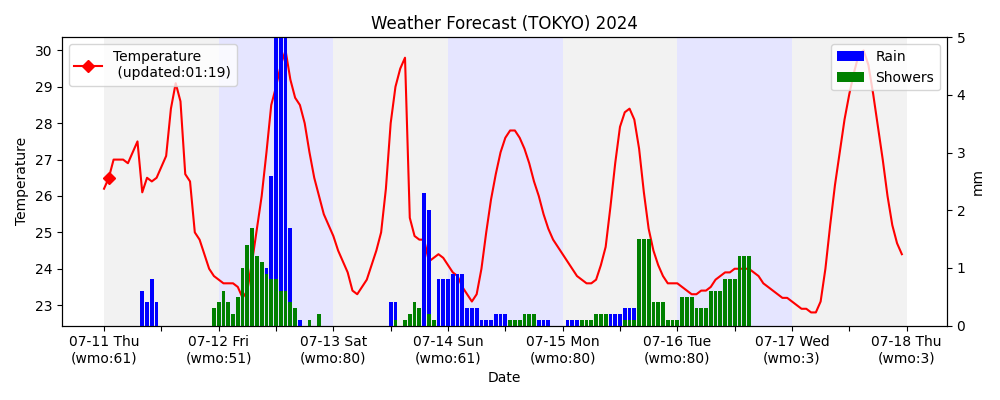 Weather Forecast (TOKYO) 2024
Temperature
(updated:01:19)
Rain
Showers
30
29
28
27
26
25
24
23
Temperature
5
4
3
2
1
0
mm
07-11 Thu
(wmo:61)
07-12 Fri
(wmo:51)
07-13 Sat
(wmo:80)
07-14 Sun
(wmo:61)
07-15 Mon
(wmo:80)
07-16 Tue
(wmo:80)
07-17 Wed
(wmo:3)
07-18 Thu
(wmo:3)
Date